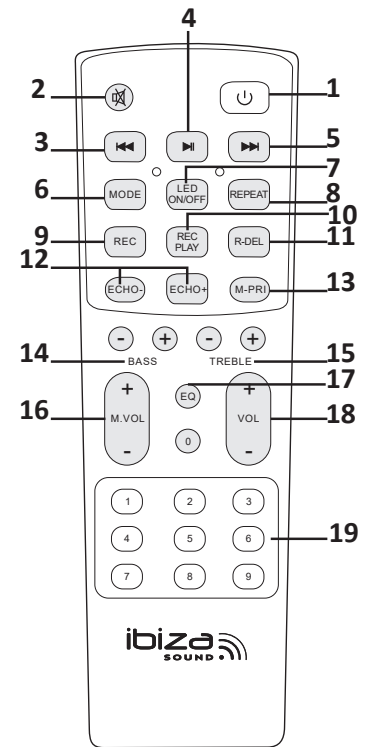 4
2
1
3
5
7
6
MODE
LED
ON/OFF
REPEAT
8
10
9
REC
REC
PLAY
R-DEL
11
12
ECHO-
ECHO+
M-PRI
13
- + - +
14
BASS
TREBLE
15
17
16
+
M.VOL
-
EQ
0
+
VOL
-
18
1 2 3
4 5 6
7 8 9
19
ibiza
SOUND